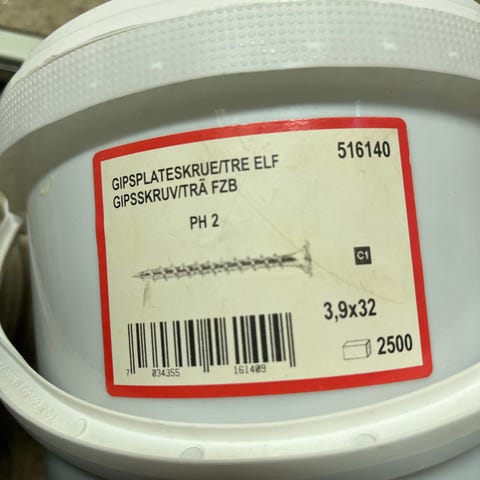 GIPSPLATESKRUE/TRE ELF
516140
GIPSSKRUV/TRÄ FZB
PH 2
C1
3,9x32
2500
7 034355 161409